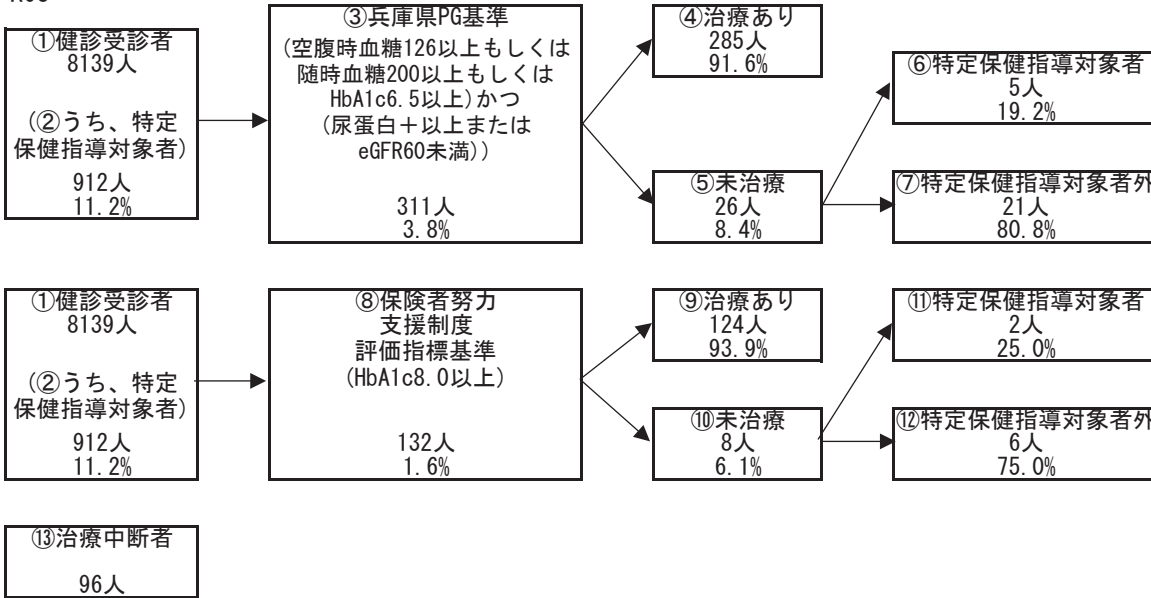 ①健診受診者
8139人
(②うち、特定
保健指導対象者)
912人
11.2%
③兵庫県PG基準
(空腹時血糖126以上もしくは
随時血糖200以上もしくは
HbA1c6.5以上)かつ
(尿蛋白＋以上または
eGFR60未満))
311人
3.8%
④治療あり
285人
91.6%
⑤未治療
26人
8.4%
⑥特定保健指導対象者
5人
19.2%
⑦特定保健指導対象者外
21人
80.8%
①健診受診者
8139人
(②うち、特定
保健指導対象者)
912人
11.2%
⑧保険者努力
支援制度
評価指標基準
(HbA1c8.0以上)
132人
1.6%
⑨治療あり
124人
93.9%
⑩未治療
8人
6.1%
⑪特定保健指導対象者
2人
25.0%
⑫特定保健指導対象者外
6人
75.0%
⑬治療中断者
96人